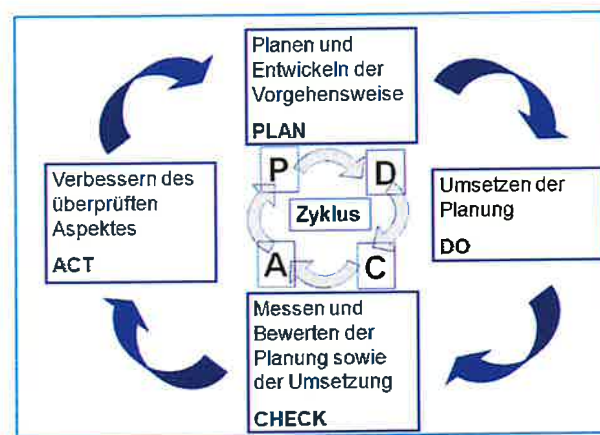 Planen und
Entwickeln der
Vorgehensweise
PLAN
Umsetzen der
Planung
DO
Messen und
Bewerten der
Planung sowie
der Umsetzung
CHECK
Verbessern des
überprüften
Aspektes
ACT
P
D
Zyklus
A
C